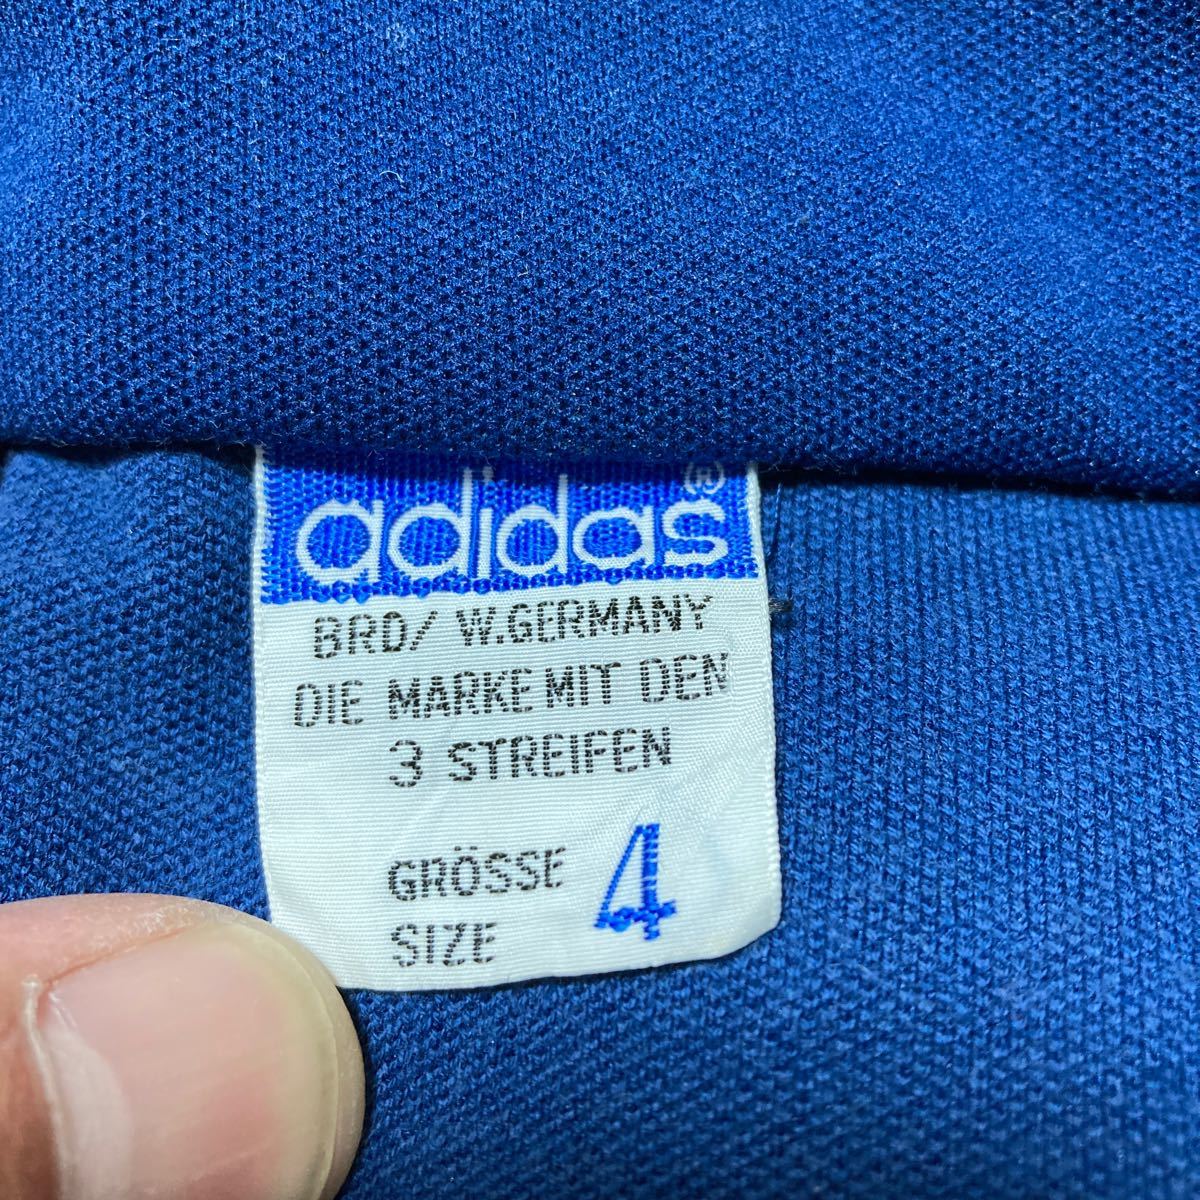 adidas®
BRD/ W.GERMANY
DIE MARKE MIT DEN
3 STREIFEN
GRÖSSE 4
SIZE